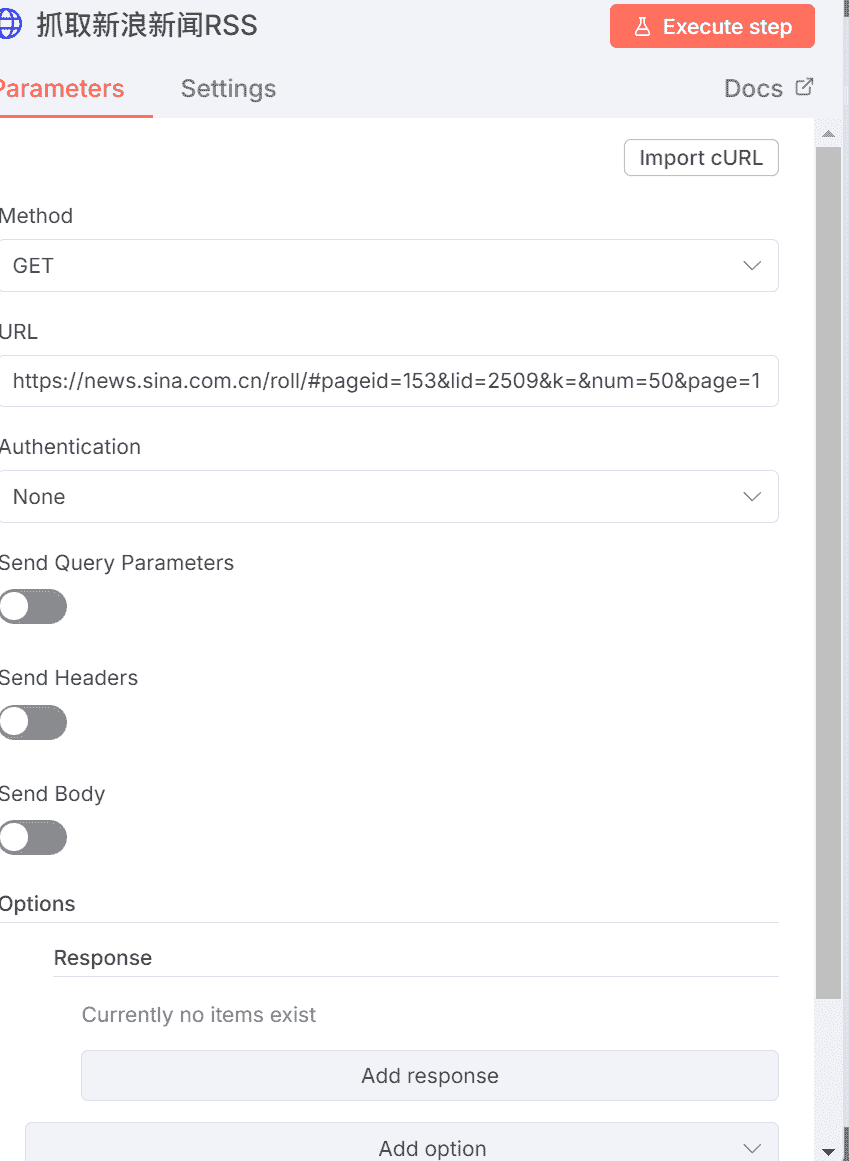 抓取新浪新闻RSS
Execute step
Parameters
Settings
Docs
Import cURL
Method
GET
URL
https://news.sina.com.cn/roll/#pageid=153&lid=2509&k=&num=50&page=1
Authentication
None
Send Query Parameters
Send Headers
Send Body
Options
Response
Currently no items exist
Add response
Add option